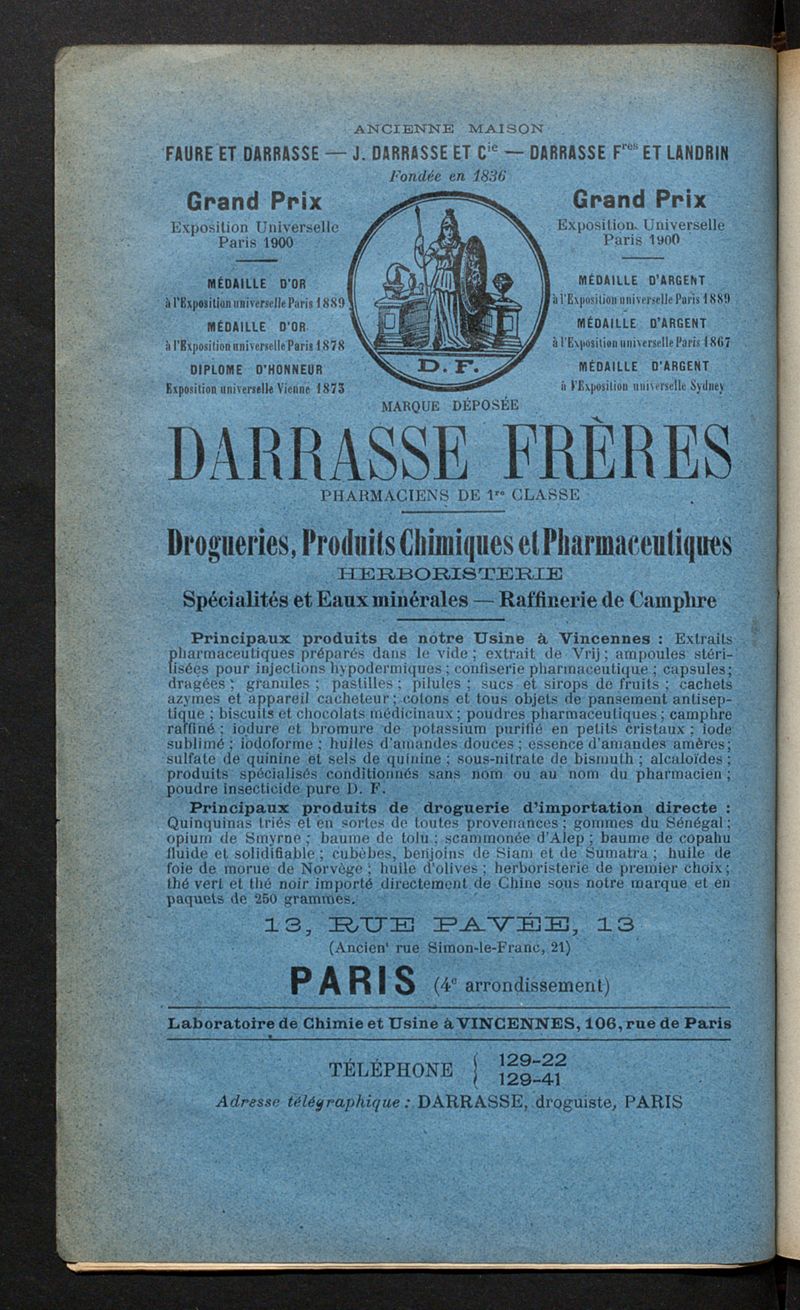 ANCIENNE MAISON
FAURE ET DARRASSE — J. DARRASSE ET Cie — DARRASSE Fres ET LANDRIN
Fondée en 1836
Grand Prix
Exposition Universelle
Paris 1900
MÉDAILLE D'OR
à l'Exposition universelle Paris 1889
MÉDAILLE D'OR
à l'Exposition universelle Paris 1878
DIPLOME D'HONNEUR
Exposition universelle Vienne 1873
Grand Prix
Exposition Universelle
Paris 1900
MÉDAILLE D'ARGENT
à l'Exposition universelle Paris 1889
MÉDAILLE D'ARGENT
à l'Exposition universelle Paris 1867
MÉDAILLE D'ARGENT
à l'Exposition universelle Sydney
D. F.
MARQUE DÉPOSÉE
DARRASSE FRÈRES
PHARMACIENS DE 1re CLASSE
Drogueries, Produits Chimiques et Pharmaceutiques
HERBORISTERIE
Spécialités et Eaux minérales — Raffinerie de Camphre
Principaux produits de notre Usine à Vincennes : Extraits
pharmaceutiques préparés dans le vide ; extrait de Vrij ; ampoules stéri-
lisées pour injections hypodermiques ; confiserie pharmaceutique ; capsules ;
dragées ; granules ; pastilles ; pilules ; sucs et sirops de fruits ; cachets
azymes et appareil cacheteur ; cotons et tous objets de pansement antisep-
tique ; biscuits et chocolats médicinaux ; poudres pharmaceutiques ; camphre
raffiné ; iodure et bromure de potassium purifié en petits cristaux ; iode
sublimé ; iodoforme ; huiles d'amandes douces ; essence d'amandes amères ;
sulfate de quinine et sels de quinine ; sous-nitrate de bismuth ; alcaloïdes ;
produits spécialisés conditionnés sans nom ou au nom du pharmacien ;
poudre insecticide pure D. F.
Principaux produits de droguerie d'importation directe :
Quinquinas triés et en sortes de toutes provenances ; gommes du Sénégal ;
opium de Smyrne ; baume de tolu ; scammonée d'Alep ; baume de copahu
fluide et solidifiable ; cubèbes, benjoins de Siam et de Sumatra ; huile de
foie de morue de Norvège ; huile d'olives ; herboristerie de premier choix ;
thé vert et thé noir importé directement de Chine sous notre marque et en
paquets de 250 grammes.
13, RUE PAVÉE, 13
(Ancient rue Simon-le-Franc, 21)
PARIS (4e arrondissement)
Laboratoire de Chimie et Usine à VINCENNES, 106, rue de Paris
TÉLÉPHONE { 129-22
129-41
Adresse télégraphique : DARRASSE, droguiste, PARIS